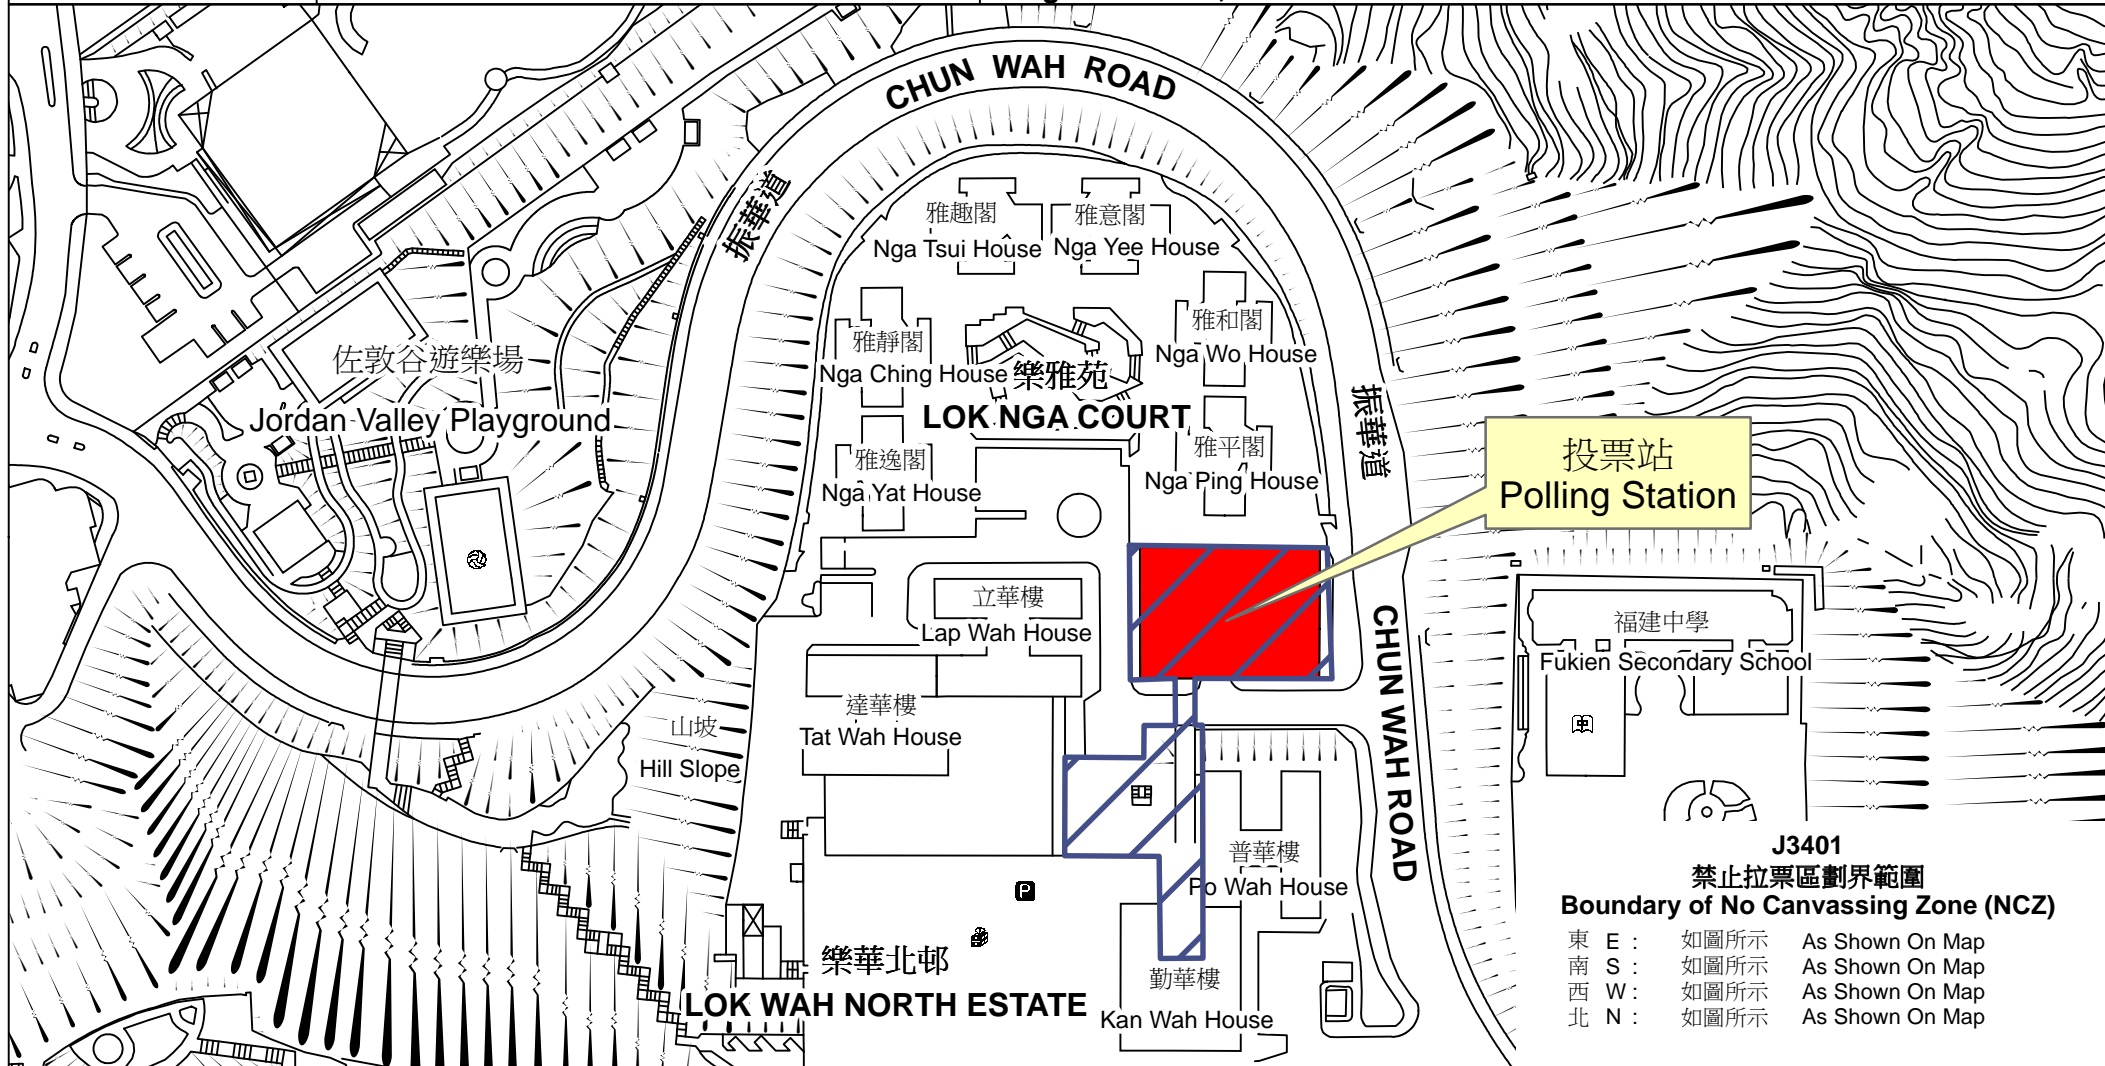 CHUN WAH ROAD
振華道
雅趣閣
Nga Tsui House
雅意閣
Nga Yee House
雅靜閣
Nga Ching House
雅和閣
Nga Wo House
樂雅苑
LOK NGA COURT
佐敦谷遊樂場
Jordan Valley Playground
雅逸閣
Nga Yat House
雅平閣
Nga Ping House
振華道
投票站
Polling Station
立華樓
Lap Wah House
達華樓
Tat Wah House
山坡
Hill Slope
CHUN WAH ROAD
福建中學
Fukien Secondary School
中
P
普華樓
Po Wah House
樂華北邨
LOK WAH NORTH ESTATE
勤華樓
Kan Wah House
J3401
禁止拉票區劃界範圍
Boundary of No Canvassing Zone (NCZ)
東 E : 如圖所示 As Shown On Map
南 S : 如圖所示 As Shown On Map
西 W : 如圖所示 As Shown On Map
北 N : 如圖所示 As Shown On Map